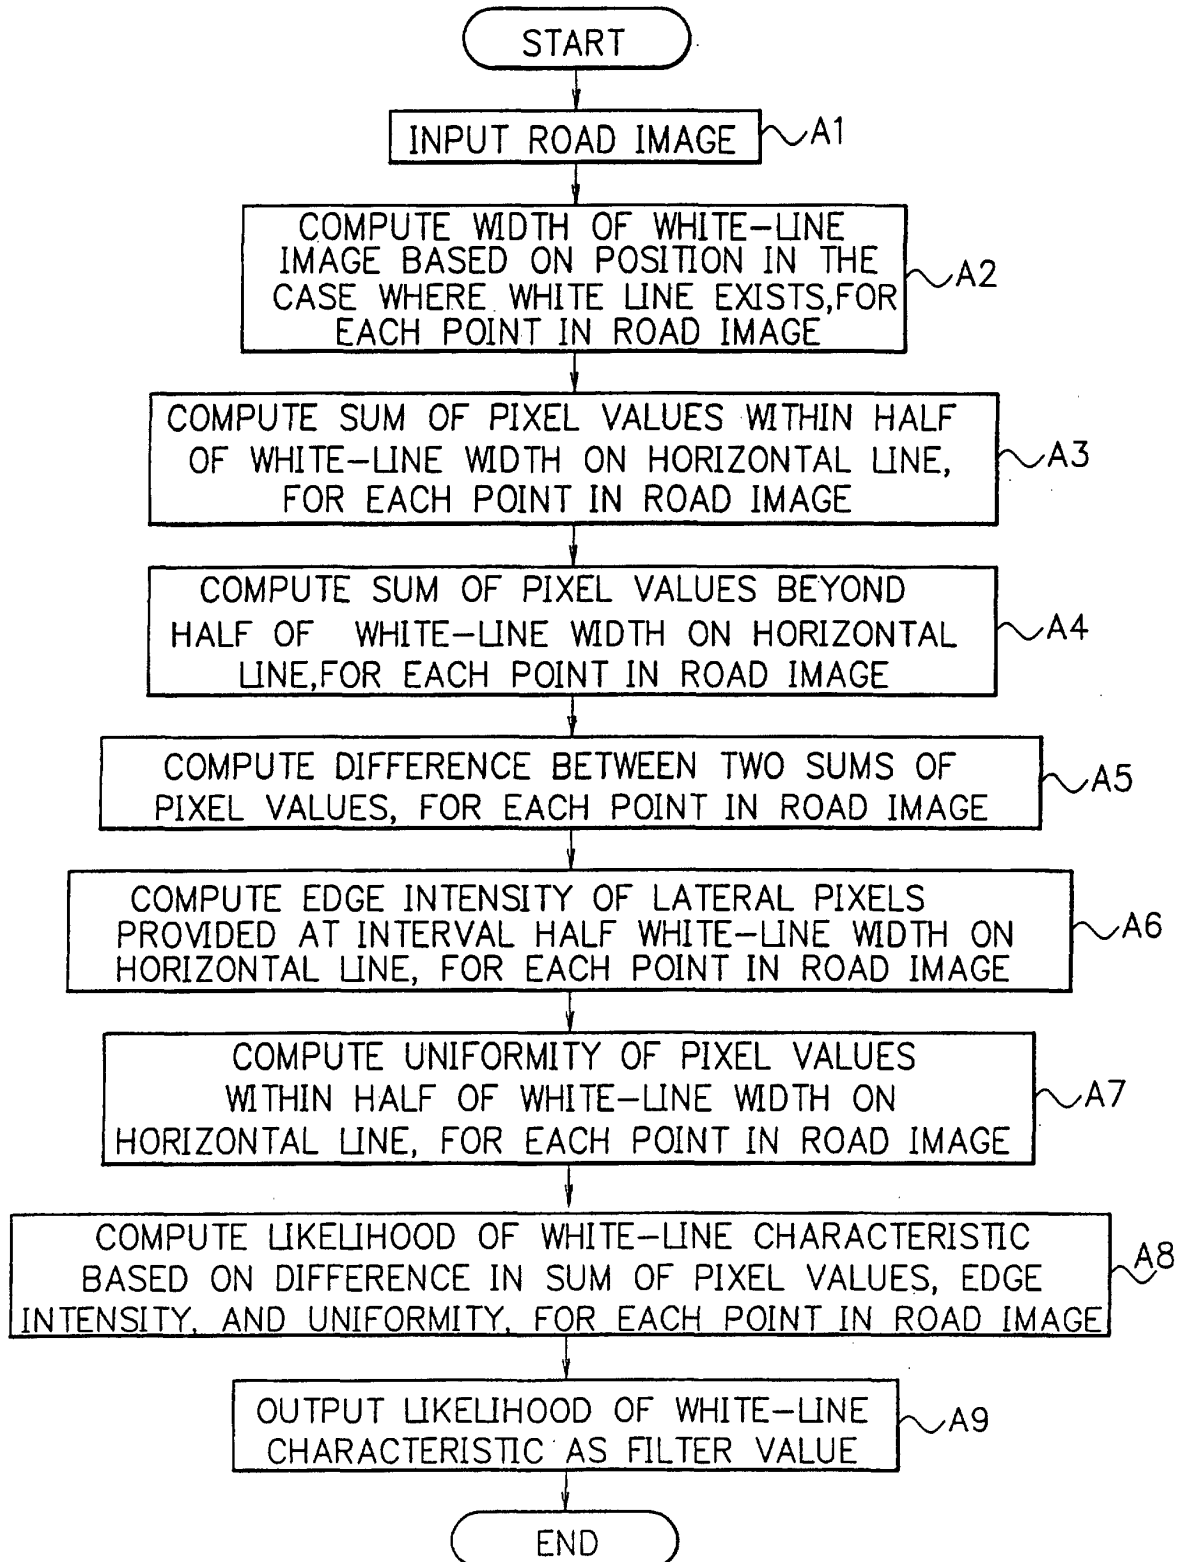 START
INPUT ROAD IMAGE
A1
COMPUTE WIDTH OF WHITE-LINE
IMAGE BASED ON POSITION IN THE
CASE WHERE WHITE LINE EXISTS,FOR
EACH POINT IN ROAD IMAGE
A2
COMPUTE SUM OF PIXEL VALUES WITHIN HALF
OF WHITE-LINE WIDTH ON HORIZONTAL LINE,
FOR EACH POINT IN ROAD IMAGE
A3
COMPUTE SUM OF PIXEL VALUES BEYOND
HALF OF WHITE-LINE WIDTH ON HORIZONTAL
LINE,FOR EACH POINT IN ROAD IMAGE
A4
COMPUTE DIFFERENCE BETWEEN TWO SUMS OF
PIXEL VALUES, FOR EACH POINT IN ROAD IMAGE
A5
COMPUTE EDGE INTENSITY OF LATERAL PIXELS
PROVIDED AT INTERVAL HALF WHITE-LINE WIDTH ON
HORIZONTAL LINE, FOR EACH POINT IN ROAD IMAGE
A6
COMPUTE UNIFORMITY OF PIXEL VALUES
WITHIN HALF OF WHITE-LINE WIDTH ON
HORIZONTAL LINE, FOR EACH POINT IN ROAD IMAGE
A7
COMPUTE LIKELIHOOD OF WHITE-LINE CHARACTERISTIC
BASED ON DIFFERENCE IN SUM OF PIXEL VALUES, EDGE
INTENSITY, AND UNIFORMITY, FOR EACH POINT IN ROAD IMAGE
A8
OUTPUT LIKELIHOOD OF WHITE-LINE
CHARACTERISTIC AS FILTER VALUE
A9
END